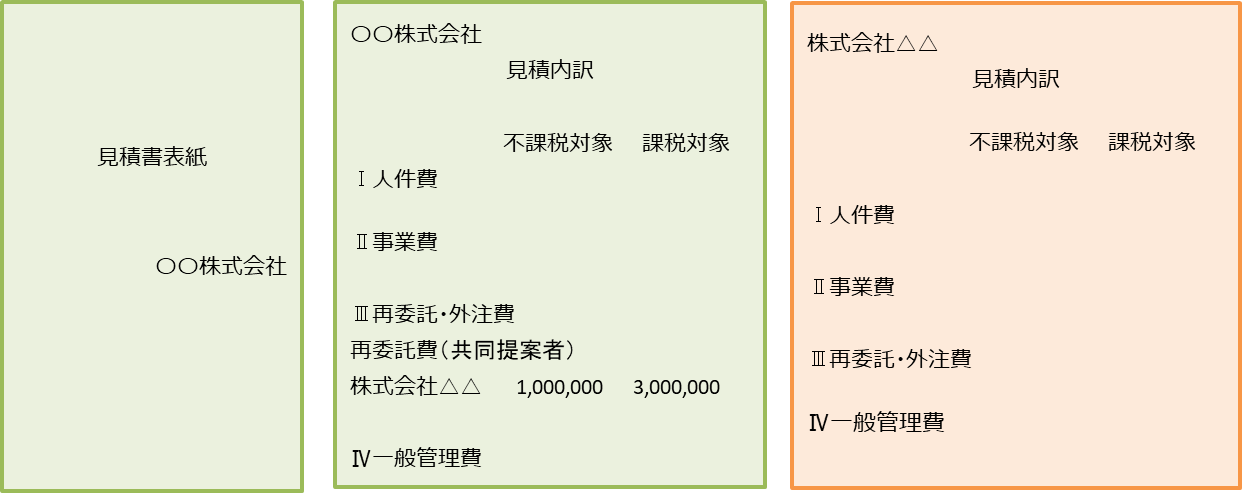 見積書表紙
〇〇株式会社
〇〇株式会社
見積内訳
不課税対象 課税対象
Ⅰ人件費
Ⅱ事業費
Ⅲ再委託・外注費
再委託費（共同提案者）
株式会社△△ 1,000,000 3,000,000
Ⅳ一般管理費
株式会社△△
見積内訳
不課税対象 課税対象
Ⅰ人件費
Ⅱ事業費
Ⅲ再委託・外注費
Ⅳ一般管理費